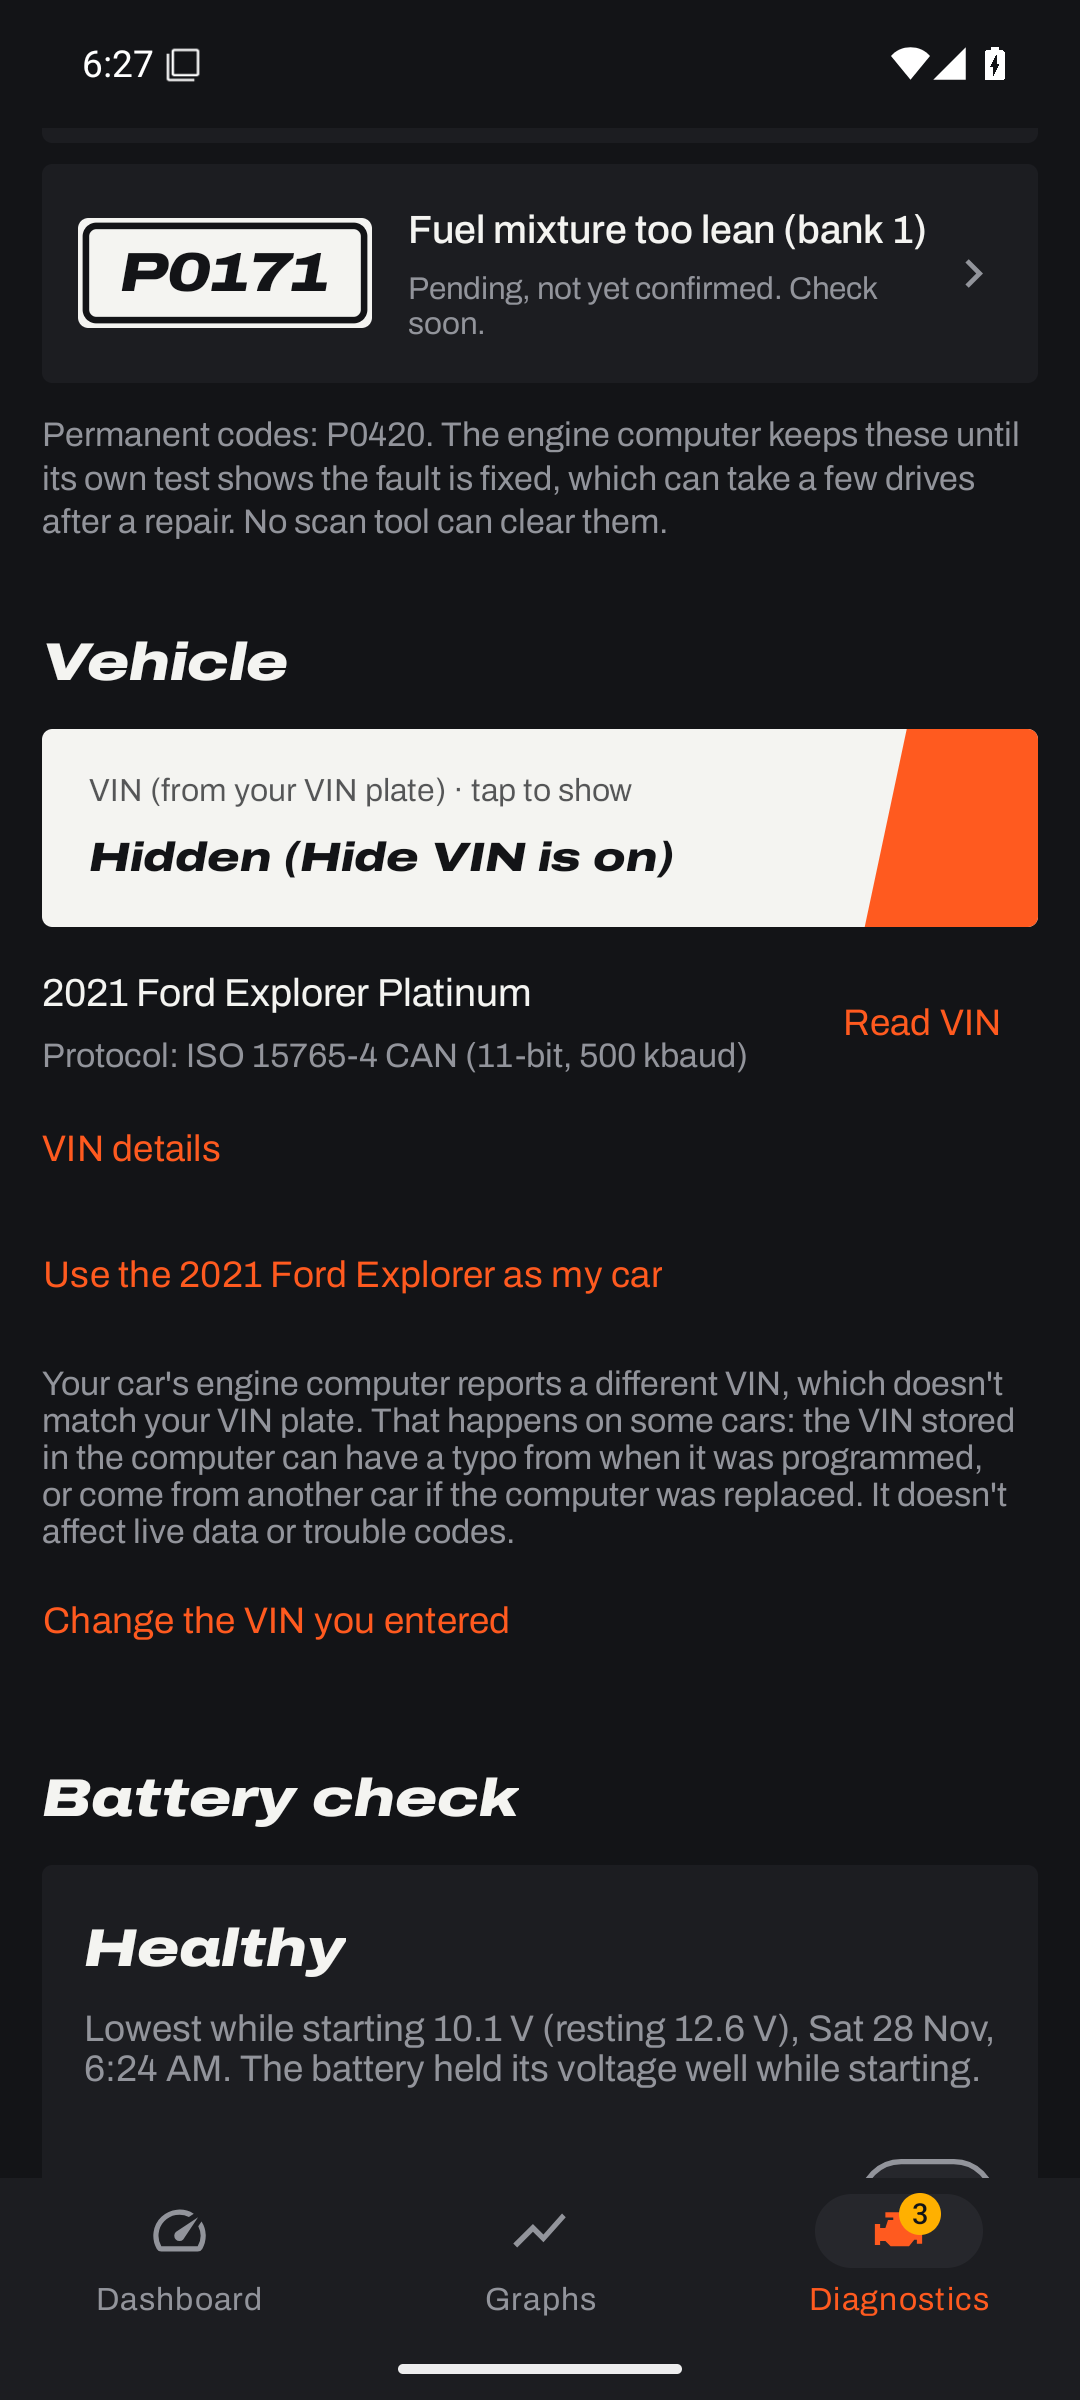 6:27
P0171
Fuel mixture too lean (bank 1)
Pending, not yet confirmed. Check
soon.
Permanent codes: P0420. The engine computer keeps these until
its own test shows the fault is fixed, which can take a few drives
after a repair. No scan tool can clear them.
Vehicle
VIN (from your VIN plate) · tap to show
Hidden (Hide VIN is on)
2021 Ford Explorer Platinum
Read VIN
Protocol: ISO 15765-4 CAN (11-bit, 500 kbaud)
VIN details
Use the 2021 Ford Explorer as my car
Your car's engine computer reports a different VIN, which doesn't
match your VIN plate. That happens on some cars: the VIN stored
in the computer can have a typo from when it was programmed,
or come from another car if the computer was replaced. It doesn't
affect live data or trouble codes.
Change the VIN you entered
Battery check
Healthy
Lowest while starting 10.1 V (resting 12.6 V), Sat 28 Nov,
6:24 AM. The battery held its voltage well while starting.
3
Dashboard
Graphs
Diagnostics